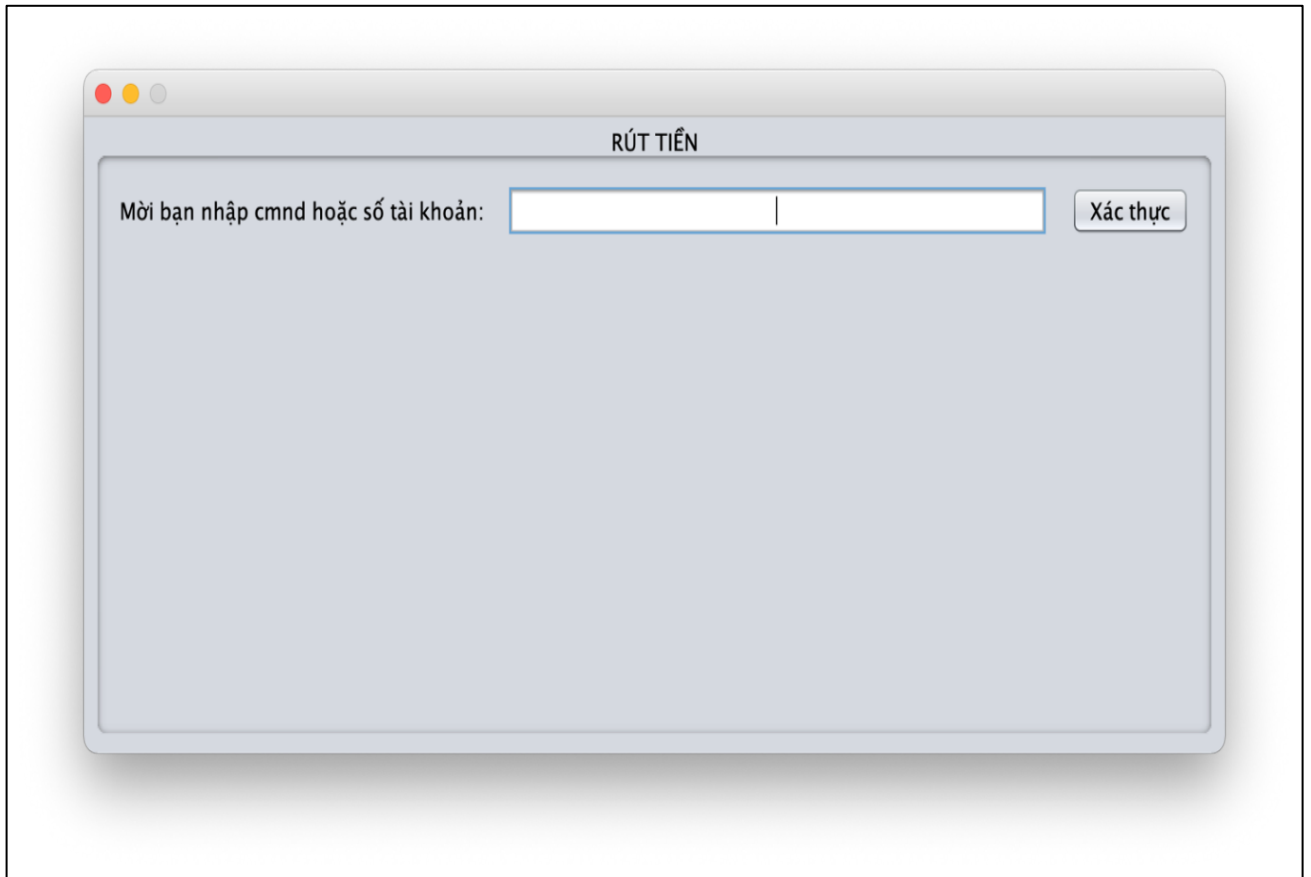 RÚT TIỀN
Mời bạn nhập cmnd hoặc số tài khoản:
Xác thực